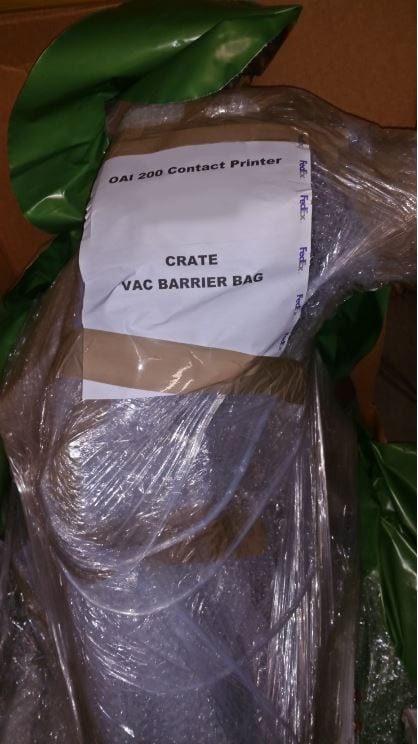 OAI 200 Contact Printer
FedEx
FedEx
FedEx
FedEx
CRATE
VAC BARRIER BAG